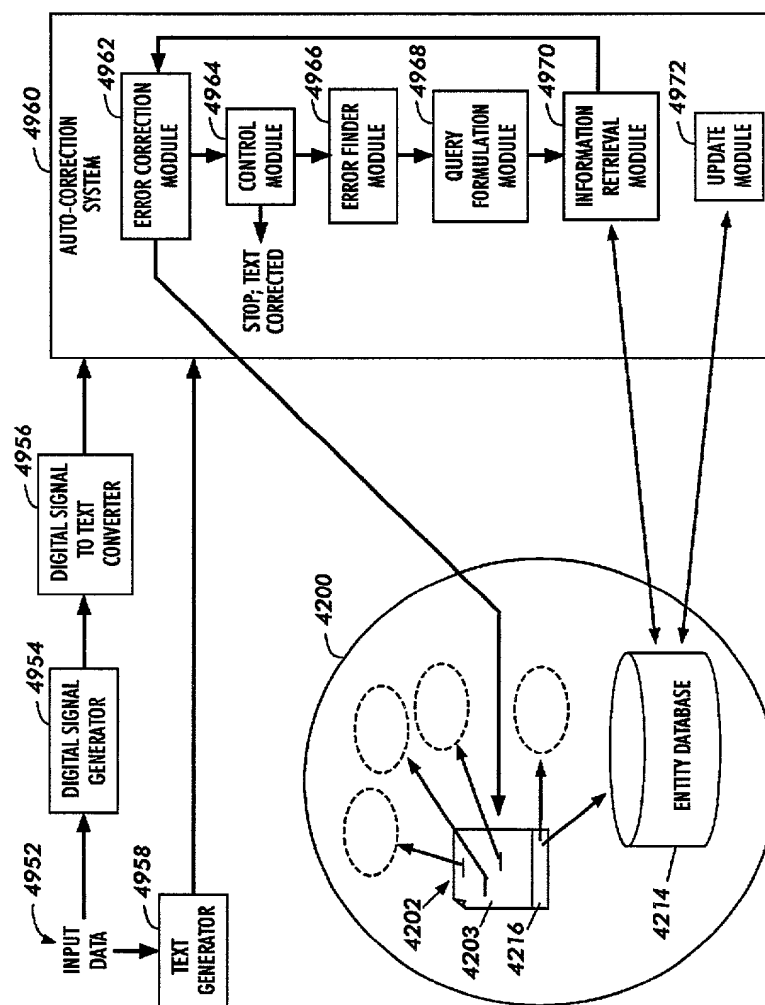 4952
INPUT
DATA
4954
DIGITAL SIGNAL
GENERATOR
4956
DIGITAL SIGNAL
TO TEXT
CONVERTER
4958
TEXT
GENERATOR
4960
AUTO-CORRECTION
SYSTEM
4962
ERROR CORRECTION
MODULE
4964
CONTROL
MODULE
STOP; TEXT
CORRECTED
4966
ERROR FINDER
MODULE
4968
QUERY
FORMULATION
MODULE
4970
INFORMATION
RETRIEVAL
MODULE
4972
UPDATE
MODULE
4200
4202
4203
4216
4214
ENTITY DATABASE